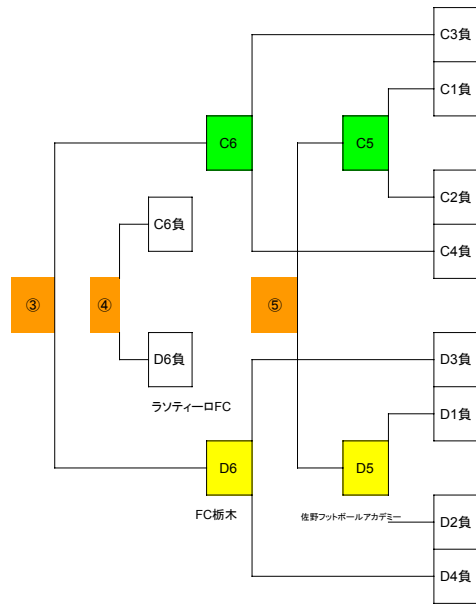 C3負
C1負
C6
C5
C2負
C6負
C4負
③
④
⑤
D6負
D3負
ラソティーロFC
D1負
D6
D5
FC栃木
佐野フットボールアカデミー
D2負
D4負